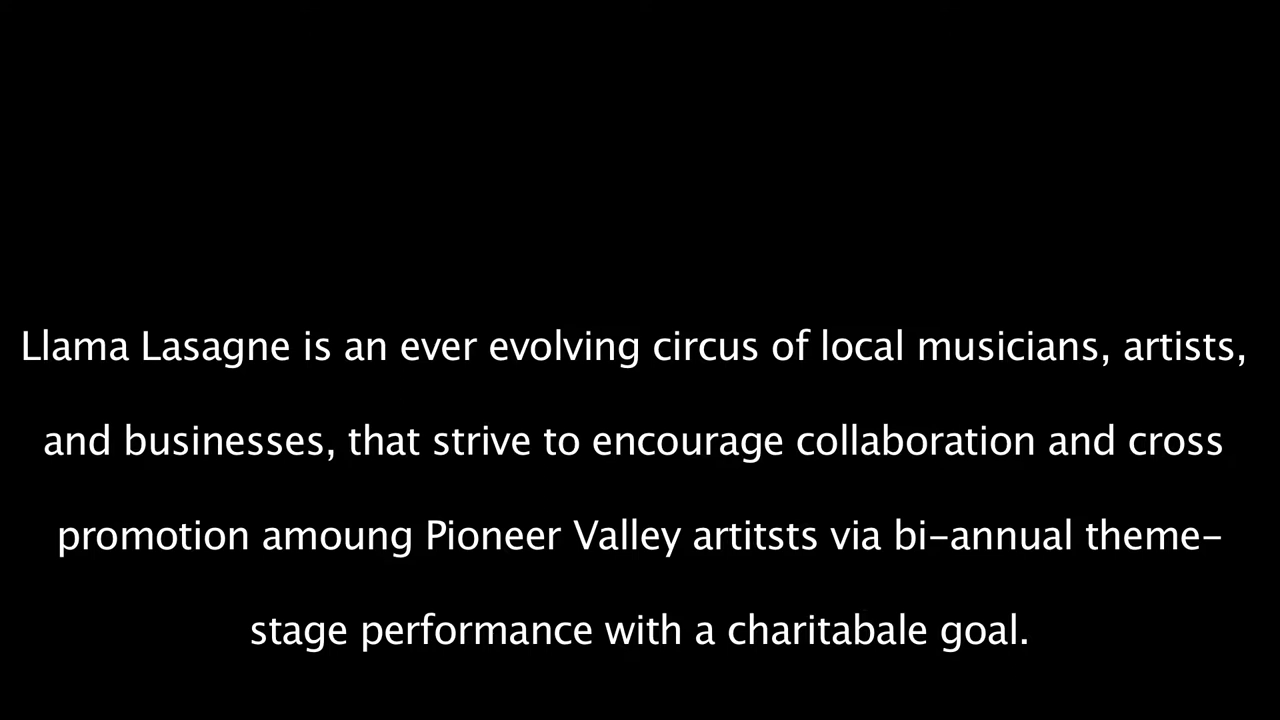 Llama Lasagne is an ever evolving circus of local musicians, artists,
and businesses, that strive to encourage collaboration and cross
promotion amoung Pioneer Valley artitsts via bi-annual theme-
stage performance with a charitabale goal.